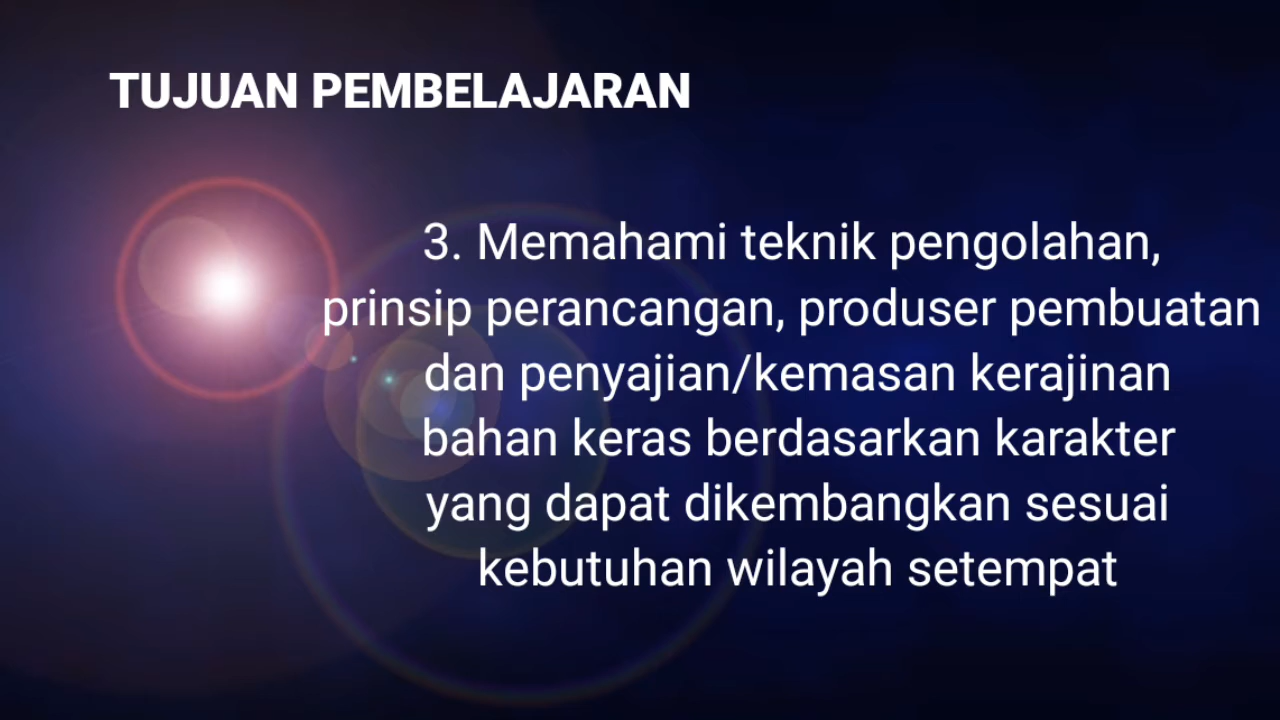 TUJUAN PEMBELAJARAN
3. Memahami teknik pengolahan,
prinsip perancangan, produser pembuatan
dan penyajian/kemasan kerajinan
bahan keras berdasarkan karakter
yang dapat dikembangkan sesuai
kebutuhan wilayah setempat